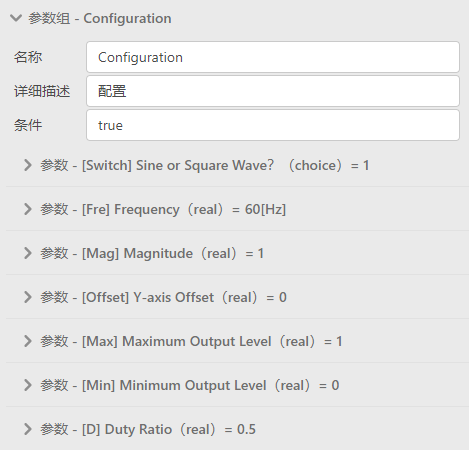 参数组 - Configuration
名称 Configuration
详细描述 配置
条件 true
参数 - [Switch] Sine or Square Wave?（choice）= 1
参数 - [Fre] Frequency（real）= 60[Hz]
参数 - [Mag] Magnitude（real）= 1
参数 - [Offset] Y-axis Offset（real）= 0
参数 - [Max] Maximum Output Level（real）= 1
参数 - [Min] Minimum Output Level（real）= 0
参数 - [D] Duty Ratio（real）= 0.5